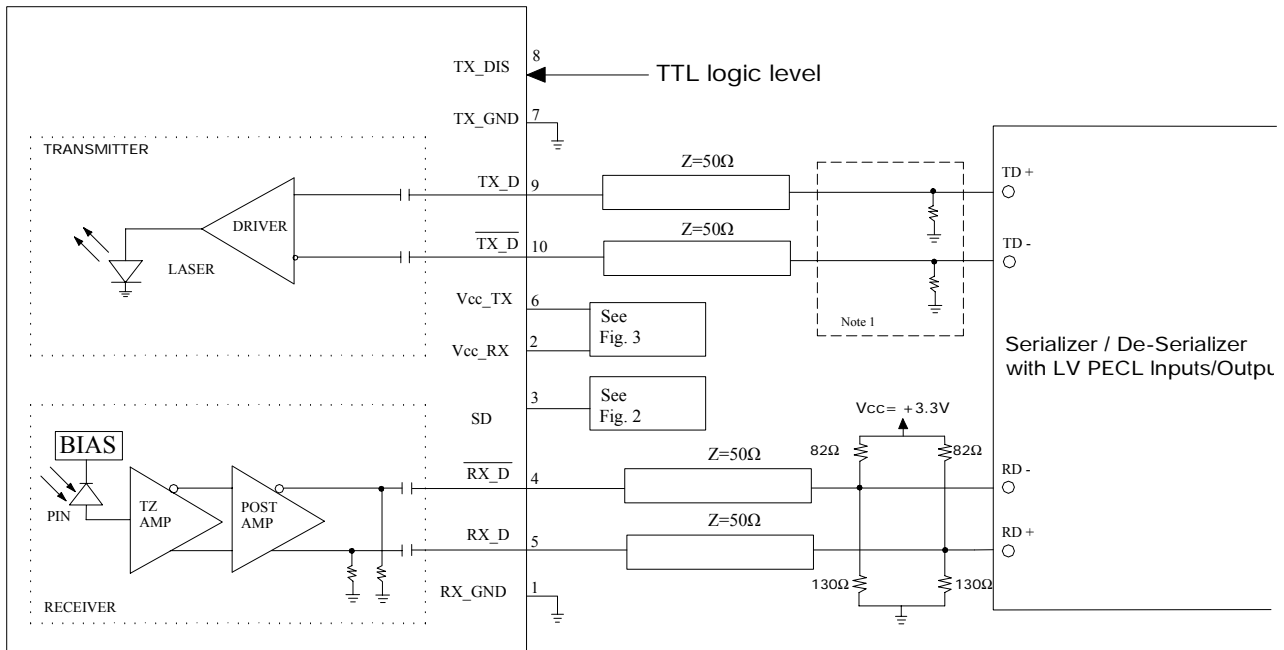 8
TX_DIS
TTL logic level
7
TX_GND
TRANSMITTER
Z=50Ω
TX_D
9
TD +
DRIVER
Z=50Ω
TX_D
10
TD -
LASER
Vcc_TX
6
See
Fig. 3
Note 1
2
Vcc_RX
Serializer / De-Serializer
with LV PECL Inputs/Outpu
3
See
Fig. 2
SD
Vcc= +3.3V
BIAS
82Ω
82Ω
Z=50Ω
RX_D
4
RD -
PIN
TZ
AMP
POST
AMP
Z=50Ω
RX_D
5
RD +
130Ω
130Ω
RX_GND
1
RECEIVER